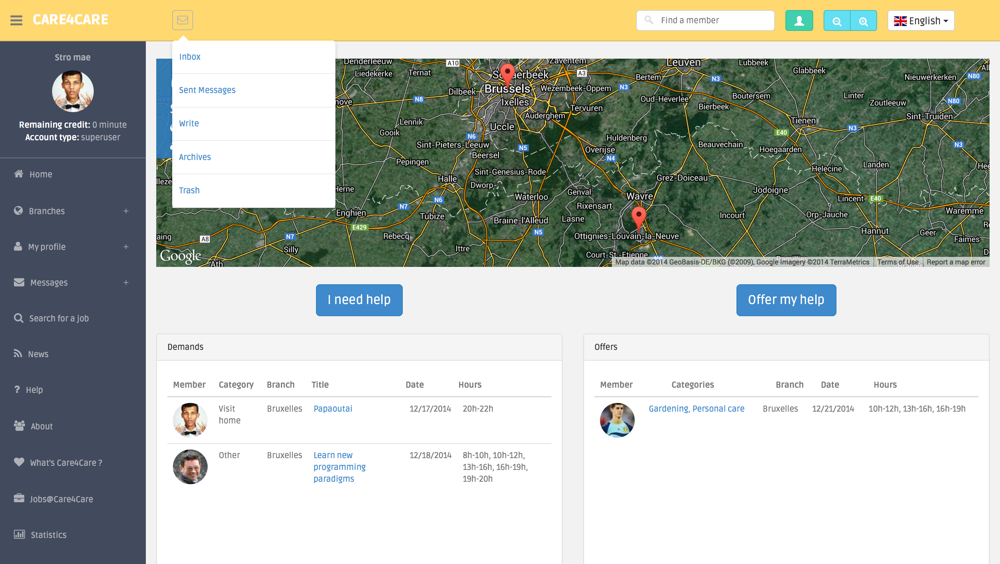 CARE4CARE
Find a member
English
Stro mae
Remaining credit: 0 minute
Account type: superuser
Home
Branches +
My profile +
Messages +
Search for a job
News
? Help
About
What's Care4Care ?
Jobs@Care4Care
Statistics
Inbox
Sent Messages
Write
Archives
Trash
Denderleeuw
A10
Zaventem
Leuven
Lubbeek
Liedekerke
Ternat
A3
Bertem
N3
Glabbeek
Nieuwerkerken
N80
Brussels
Dilbeek
Wezembeek-Oppem
N3
Boutersem
Linter
N8
Ixelles
Oud-Heverlee
Zoutleeuw
N80
Tervuren
Bierbeek
Auderghem
Sint-Truiden
Lennik
Uccle
Tienen
N3
Gooik
N6
E40
Huldenberg
Sint-Pieters-Leeuw
N5
Overijse
Beauvechain
Hoegaarden
N3
Beersel
N4
Pepingen
Landen
Sint-Genesius-Rode
Helecine
Halle
Grez-Doiceau
Dworp
Herne
Genval
Jodoigne
Waterloo
Wavre
N6
Lincent
E40
N7
Rixensart
Enghien
Tubize
Incourt
Orp-Jauche
Waremme
Braine-l'Alleud
Lasne
E429
N5
Hannut
Geer
A8
N7
Rebecq
Ottignies-Louvain-la-Neuve
Faimes
Silly
Ittre
Google
Court-St.-Etienne
N4
Ramillies
Ath
Map data ©2014 GeoBasis-DE/BKG (©2009), Google Imagery ©2014 TerraMetrics
Terms of Use
Report a map error
I need help
Offer my help
Demands
Member Category Branch Title Date Hours
Visit Bruxelles Papaoutai 12/17/2014 20h-22h
home
Other Bruxelles Learn new 12/18/2014 8h-10h, 10h-12h,
programming 13h-16h, 16h-19h,
paradigms 19h-20h
Offers
Member Categories Branch Date Hours
Gardening, Personal care Bruxelles 12/21/2014 10h-12h, 13h-16h, 16h-19h